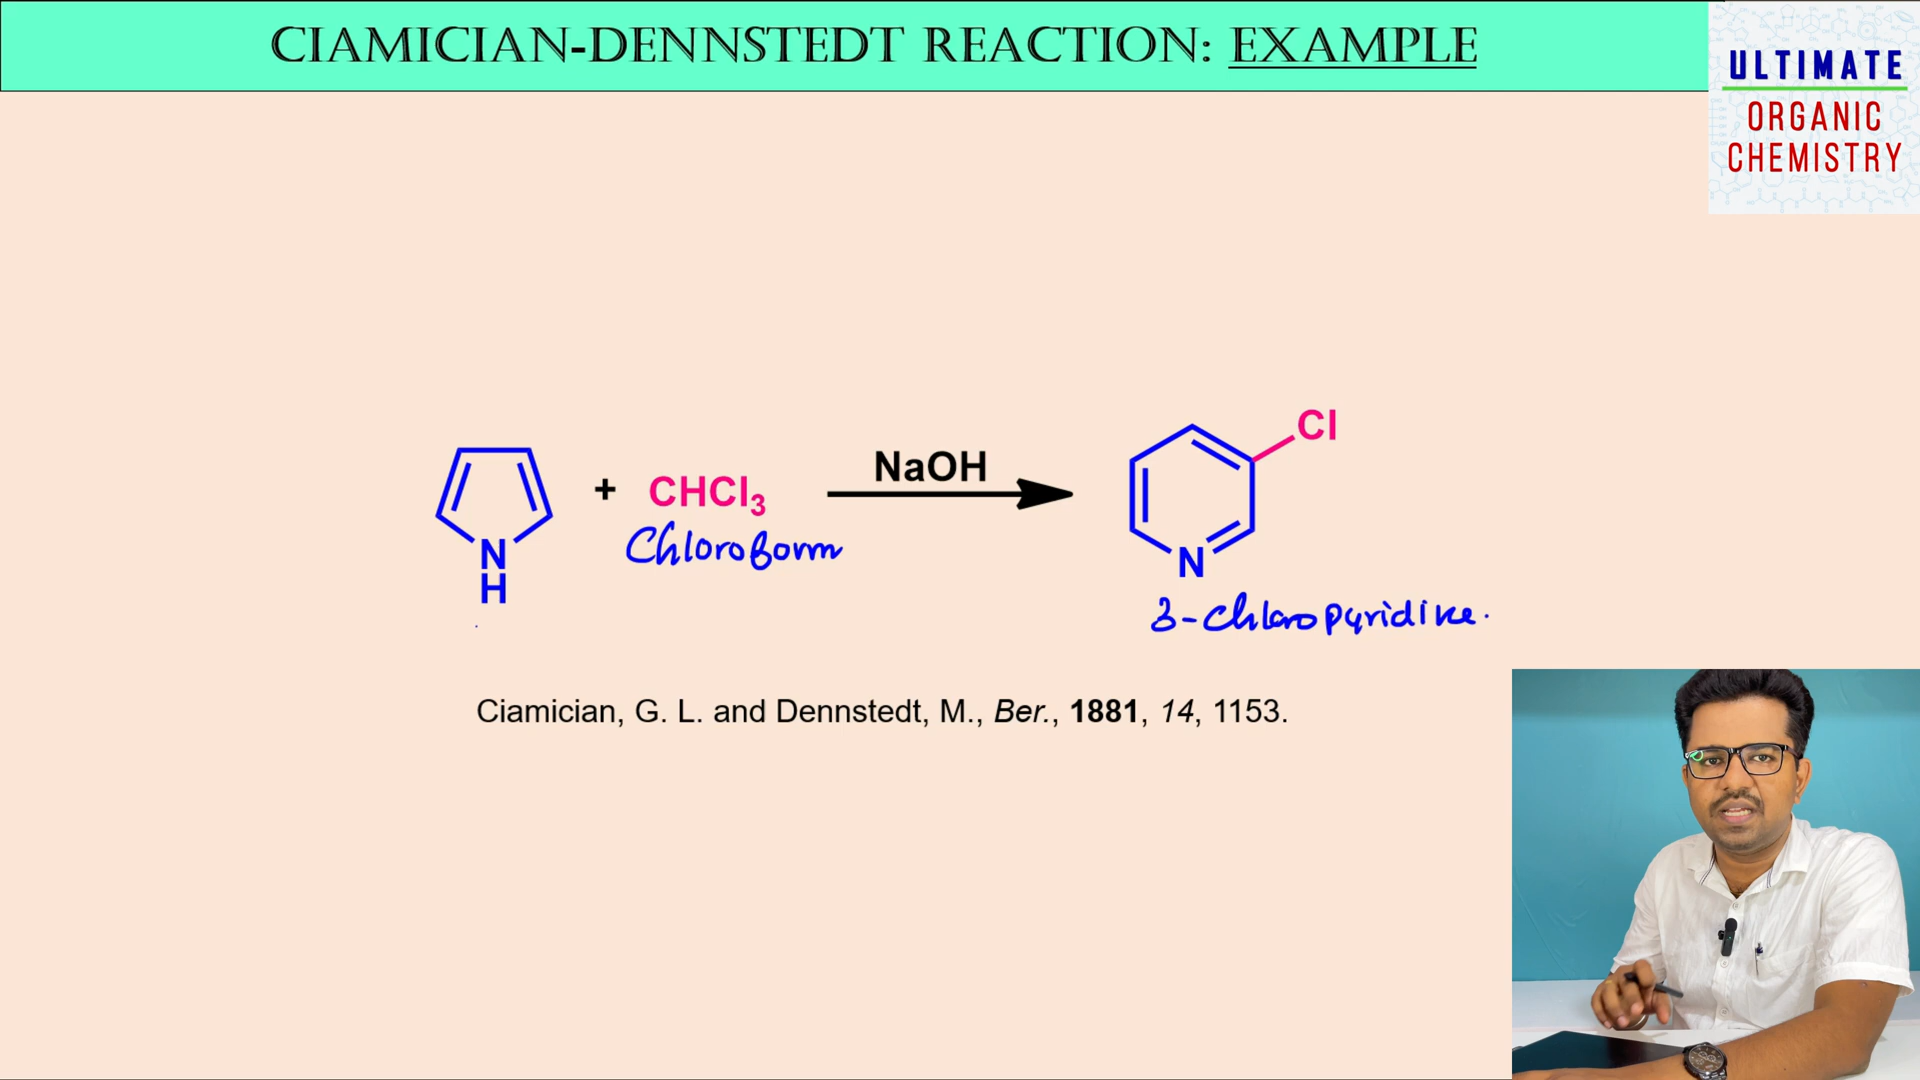 CIAMICIAN-DENNSTEDT REACTION: EXAMPLE
ULTIMATE
ORGANIC
CHEMISTRY
Cl
NaOH
+ CHCl3
Chloroform
N
H
N
3-Chloropyridine.
Ciamician, G. L. and Dennstedt, M., Ber., 1881, 14, 1153.